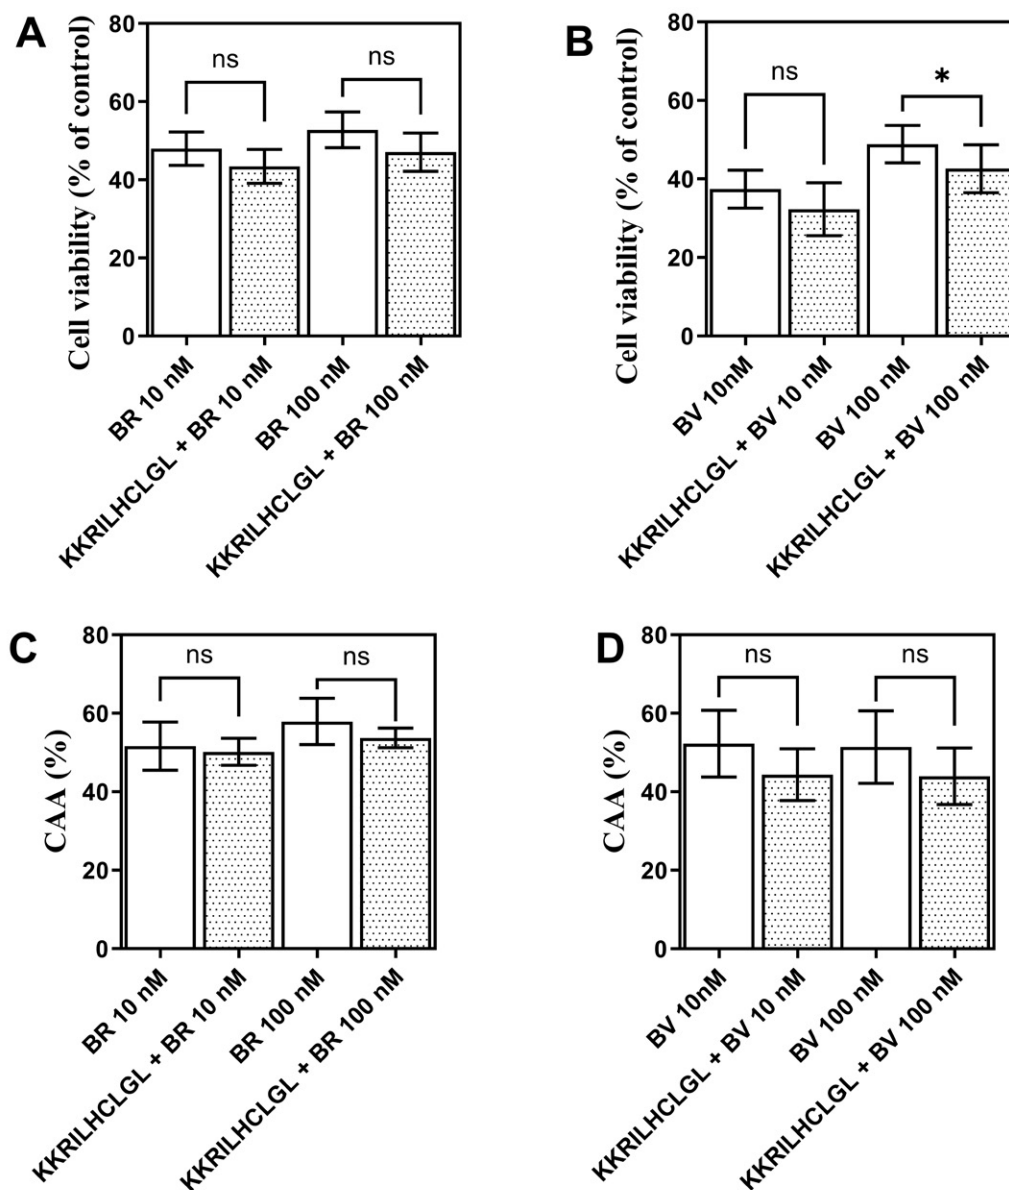 A
Cell viability (% of control)
80
60
40
20
0
ns
ns
BR 10 nM
KKRILHCLGL + BR 10 nM
BR 100 nM
KKRILHCLGL + BR 100 nM
B
Cell viability (% of control)
80
60
40
20
0
ns
*
BV 10nM
KKRILHCLGL + BV 10 nM
BV 100 nM
KKRILHCLGL + BV 100 nM
C
CAA (%)
80
60
40
20
0
ns
ns
BR 10 nM
KKRILHCLGL + BR 10 nM
BR 100 nM
KKRILHCLGL + BR 100 nM
D
CAA (%)
80
60
40
20
0
ns
ns
BV 10nM
KKRILHCLGL + BV 10 nM
BV 100 nM
KKRILHCLGL + BV 100 nM